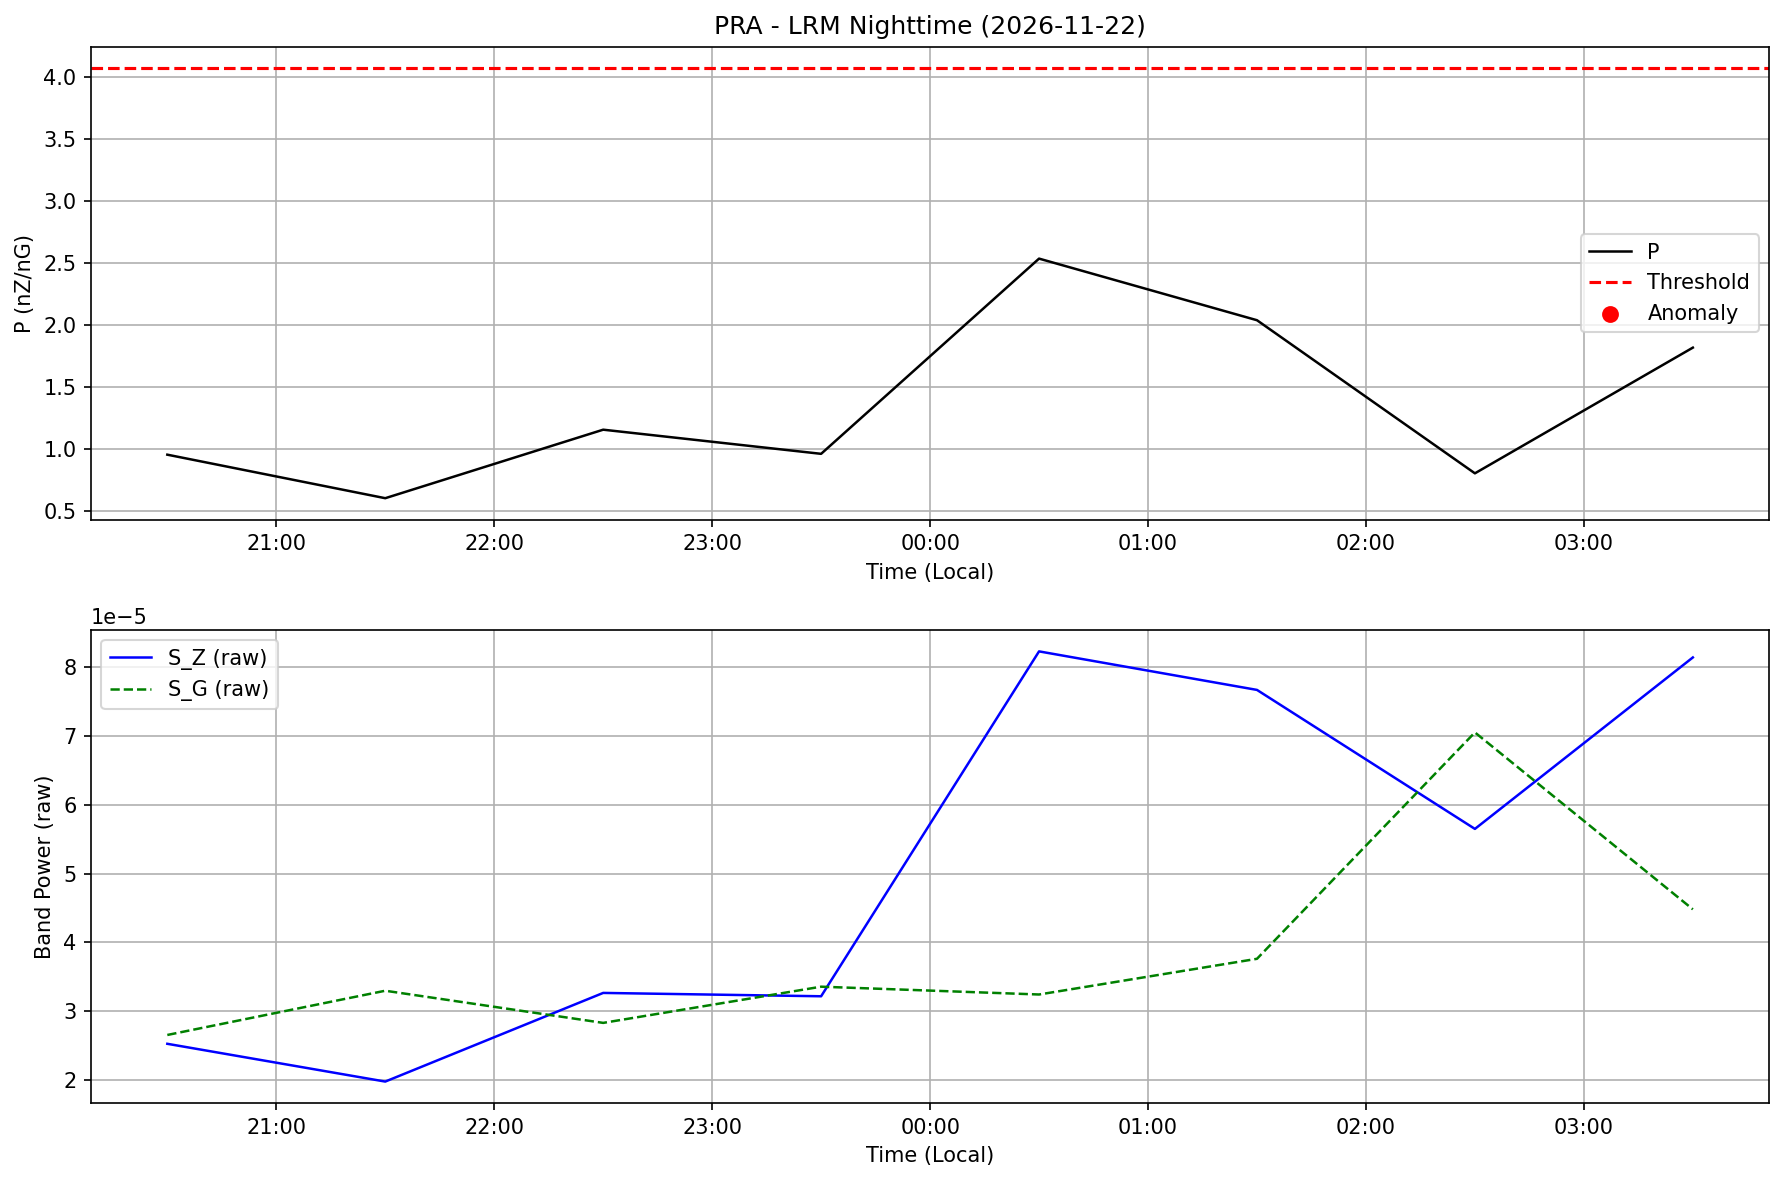 PRA - LRM Nighttime (2026-11-22)
P (nZ/nG)
4.0
3.5
3.0
2.5
2.0
1.5
1.0
0.5
P
Threshold
Anomaly
21:00 22:00 23:00 00:00 01:00 02:00 03:00
Time (Local)
1e−5
Band Power (raw)
8
7
6
5
4
3
2
S_Z (raw)
S_G (raw)
21:00 22:00 23:00 00:00 01:00 02:00 03:00
Time (Local)